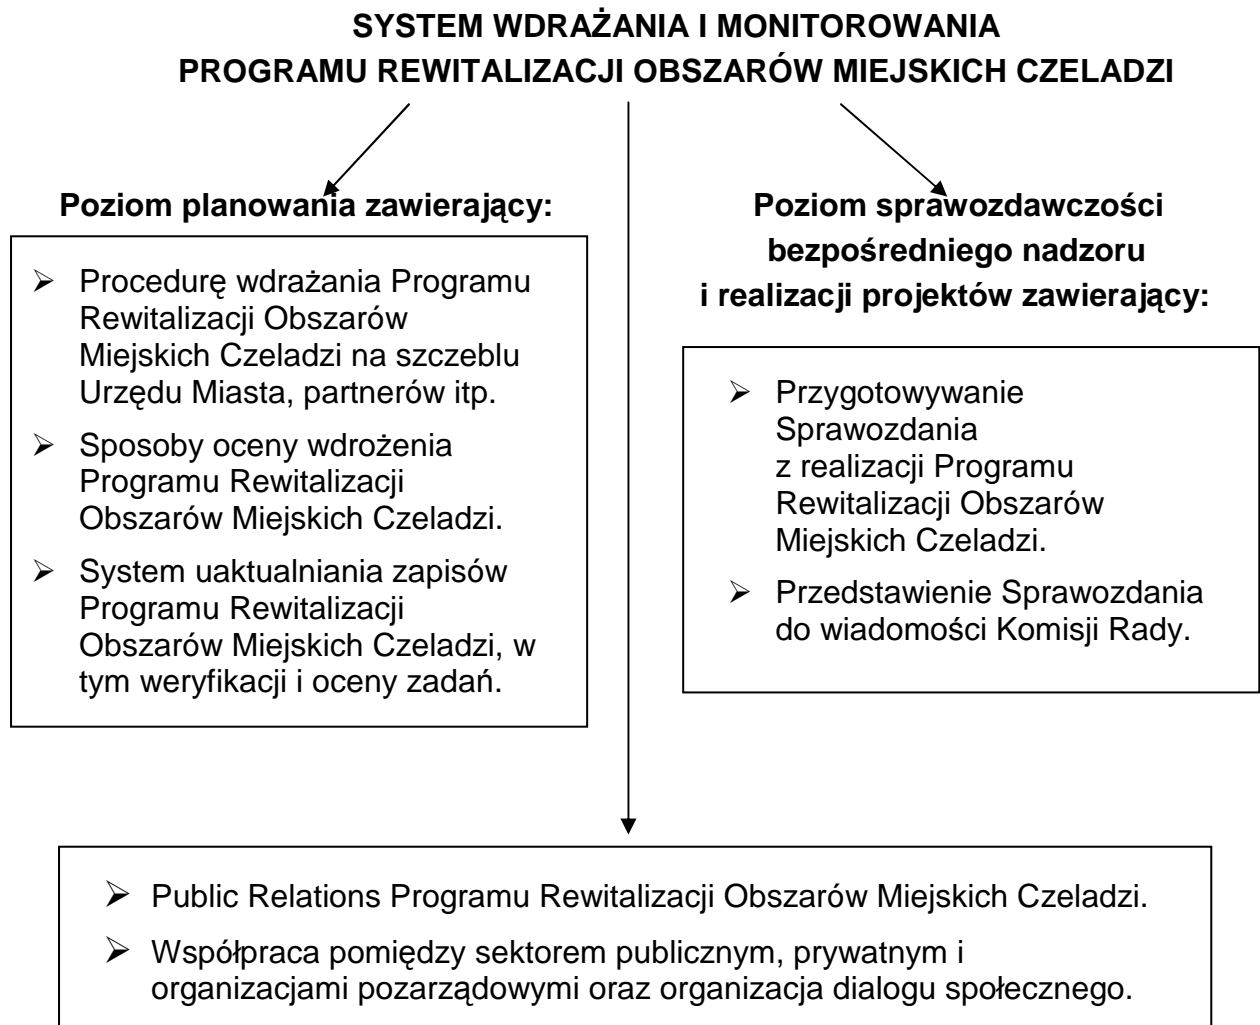 SYSTEM WDRAŻANIA I MONITOROWANIA
PROGRAMU REWITALIZACJI OBSZARÓW MIEJSKICH CZELADZI
Poziom planowania zawierający:
➢ Procedurę wdrażania Programu
Rewitalizacji Obszarów
Miejskich Czeladzi na szczeblu
Urzędu Miasta, partnerów itp.
➢ Sposoby oceny wdrożenia
Programu Rewitalizacji
Obszarów Miejskich Czeladzi.
➢ System uaktualniania zapisów
Programu Rewitalizacji
Obszarów Miejskich Czeladzi, w
tym weryfikacji i oceny zadań.
Poziom sprawozdawczości
bezpośredniego nadzoru
i realizacji projektów zawierający:
➢ Przygotowywanie
Sprawozdania
z realizacji Programu
Rewitalizacji Obszarów
Miejskich Czeladzi.
➢ Przedstawienie Sprawozdania
do wiadomości Komisji Rady.
➢ Public Relations Programu Rewitalizacji Obszarów Miejskich Czeladzi.
➢ Współpraca pomiędzy sektorem publicznym, prywatnym i
organizacjami pozarządowymi oraz organizacja dialogu społecznego.